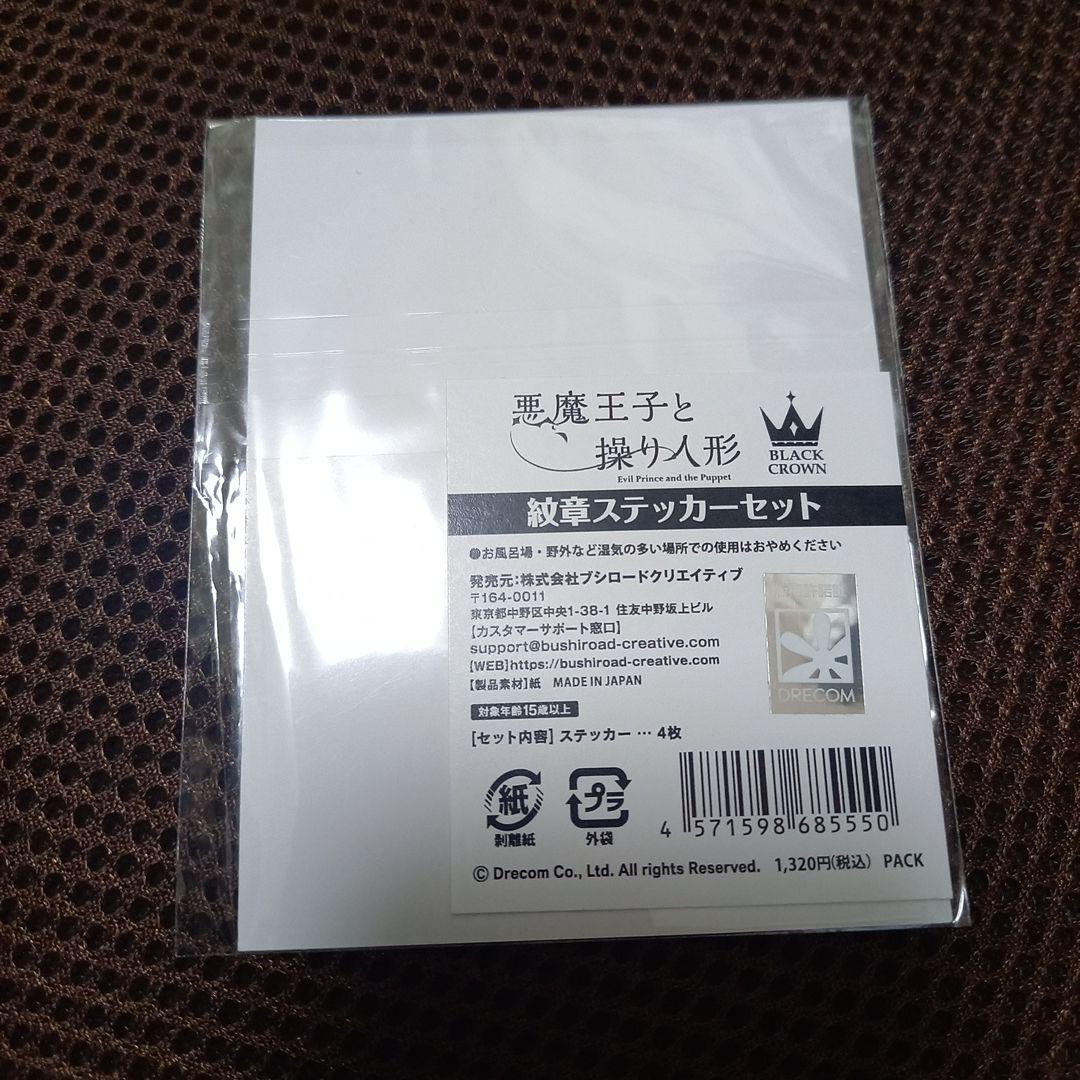 悪魔王子と
操り人形
Evil Prince and the Puppet
BLACK
CROWN
紋章ステッカーセット
●お風呂場・野外など湿気の多い場所での使用はおやめください
発売元:株式会社ブシロードクリエイティブ
〒164-0011
東京都中野区中央1-38-1 住友中野坂上ビル
【カスタマーサポート窓口】
support@bushiroad-creative.com
【WEB】https://bushiroad-creative.com
【製品素材】紙 MADE IN JAPAN
対象年齢15歳以上
[セット内容] ステッカー … 4枚
DRECOM
紙
剥離紙
プラ
外袋
4 571598 685550
© Drecom Co., Ltd. All rights Reserved. 1,320円(税込) PACK